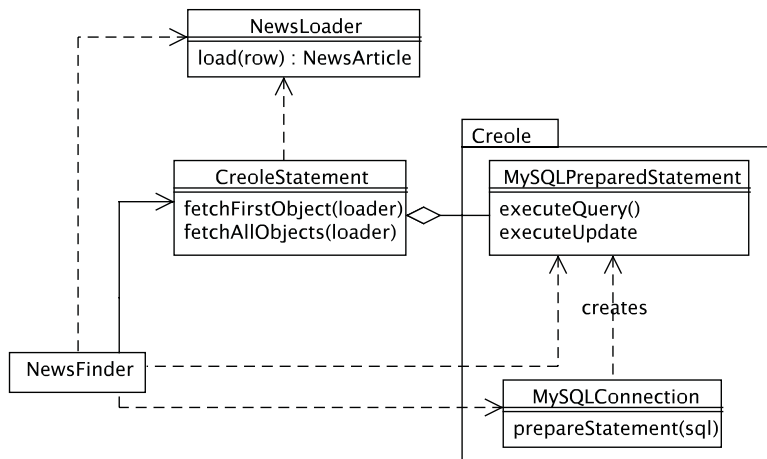 NewsLoader
load(row) : NewsArticle
Creole
CreoleStatement
fetchFirstObject(loader)
fetchAllObjects(loader)
MySQLPreparedStatement
executeQuery()
executeUpdate
creates
NewsFinder
MySQLConnection
prepareStatement(sql)